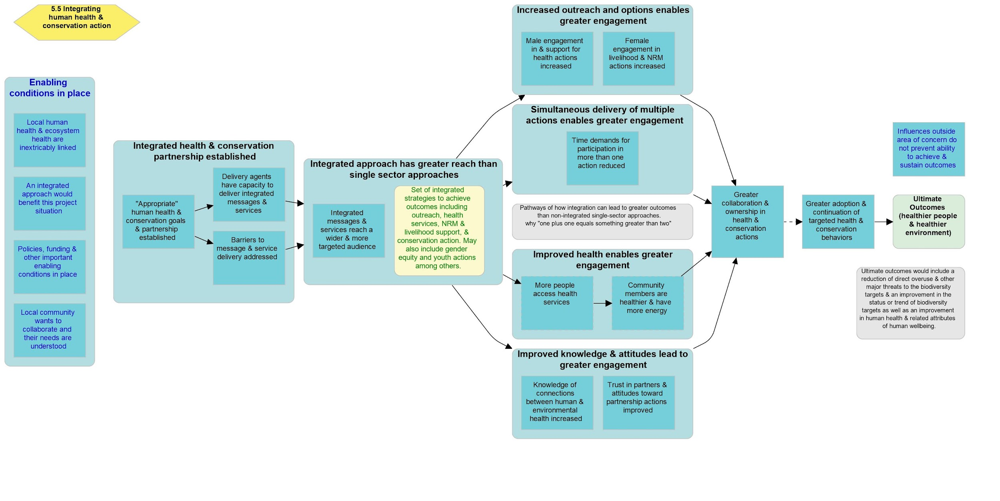 5.5 Integrating
human health &
conservation action
Enabling
conditions in place
Local human
health & ecosystem
health are
inextricably linked
An integrated
approach would
benefit this project
situation
Policies, funding &
other important
enabling
conditions in place
Local community
wants to
collaborate and
their needs are
understood
Integrated health & conservation
partnership established
"Appropriate"
human health &
conservation goals
& partnership
established
Delivery agents
have capacity to
deliver integrated
messages &
services
Barriers to
message & service
delivery addressed
Integrated approach has greater reach than
single sector approaches
Integrated
messages &
services reach a
wider & more
targeted audience
Set of integrated
strategies to achieve
outcomes including
outreach, health
services, NRM &
livelihood support, &
conservation action. May
also include gender
equity and youth actions
among others.
Increased outreach and options enables
greater engagement
Male engagement
in & support for
health actions
increased
Female
engagement in
livelihood & NRM
actions increased
Simultaneous delivery of multiple
actions enables greater engagement
Time demands for
participation in
more than one
action reduced
Pathways of how integration can lead to greater outcomes
than non-integrated single-sector approaches.
why "one plus one equals something greater than two"
Improved health enables greater
engagement
More people
access health
services
Community
members are
healthier & have
more energy
Improved knowledge & attitudes lead to
greater engagement
Knowledge of
connections
between human &
environmental
health increased
Trust in partners &
attitudes toward
partnership actions
improved
Greater
collaboration &
ownership in
health &
conservation
actions
Greater adoption &
continuation of
targeted health &
conservation
behaviors
Influences outside
area of concern do
not prevent ability
to achieve &
sustain outcomes
Ultimate
Outcomes
(healthier people
& healthier
environment)
Ultimate outcomes would include a
reduction of direct overuse & other
major threats to the biodiversity
targets & an improvement in the
status or trend of biodiversity
targets as well as an improvement
in human health & related attributes
of human wellbeing.